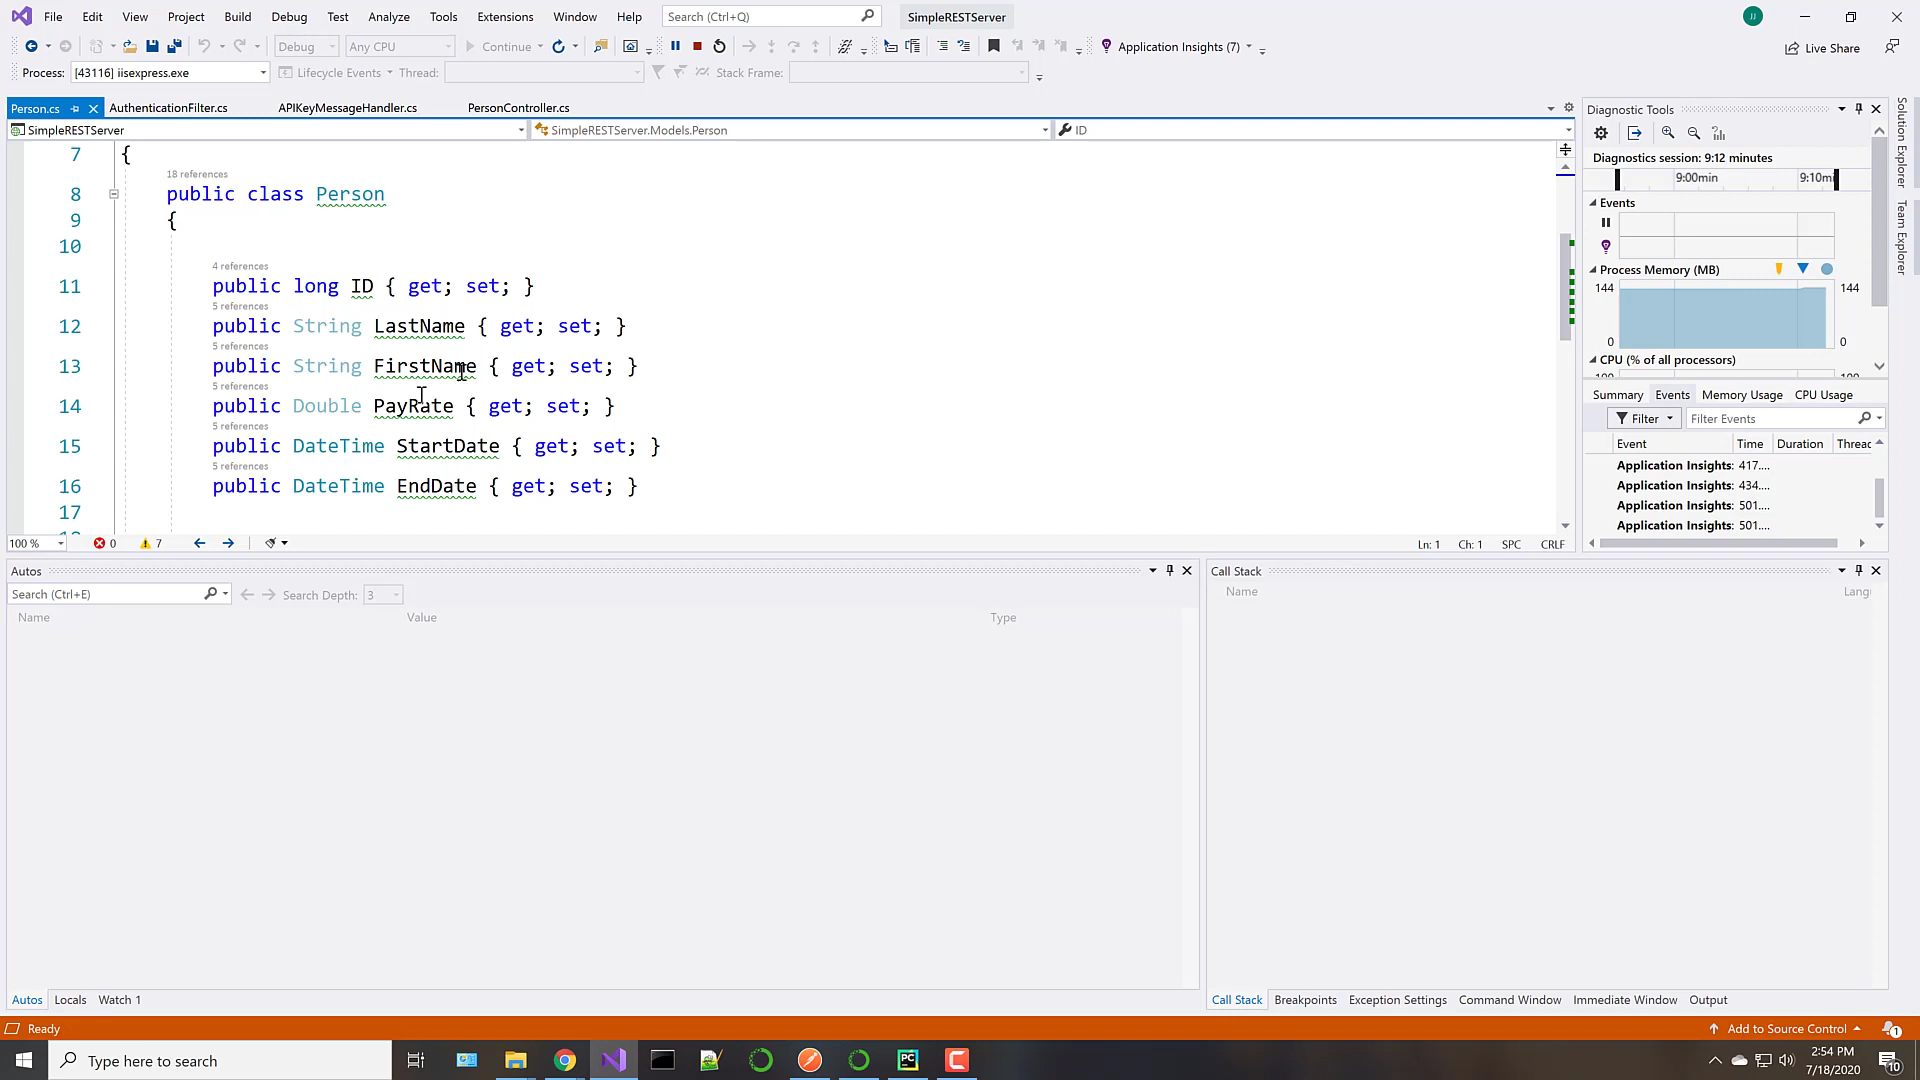 File Edit View Project Build Debug Test Analyze Tools Extensions Window Help Search (Ctrl+Q) SimpleRESTServer JJ
Debug Any CPU Continue Application Insights (7) Live Share
Process: [43116] iisexpress.exe Lifecycle Events Thread: Stack Frame:
Person.cs AuthenticationFilter.cs APIKeyMessageHandler.cs PersonController.cs
SimpleRESTServer SimpleRESTServer.Models.Person ID
7 {
18 references
8 public class Person
9 {
10
4 references
11 public long ID { get; set; }
5 references
12 public String LastName { get; set; }
5 references
13 public String FirstName { get; set; }
5 references
14 public Double PayRate { get; set; }
5 references
15 public DateTime StartDate { get; set; }
5 references
16 public DateTime EndDate { get; set; }
17
100 % 0 7 Ln: 1 Ch: 1 SPC CRLF
Diagnostic Tools
Diagnostics session: 9:12 minutes
9:00min 9:10mi
Events
Process Memory (MB)
144 144
0 0
CPU (% of all processors)
Summary Events Memory Usage CPU Usage
Filter Filter Events
Event Time Duration Threac
Application Insights: 417....
Application Insights: 434....
Application Insights: 501....
Application Insights: 501....
Solution Explorer
Team Explorer
Autos
Search (Ctrl+E) Search Depth: 3
Name Value Type
Call Stack
Name Langu
Autos Locals Watch 1
Call Stack Breakpoints Exception Settings Command Window Immediate Window Output
Ready Add to Source Control 1
Type here to search
PC
2:54 PM
7/18/2020
10